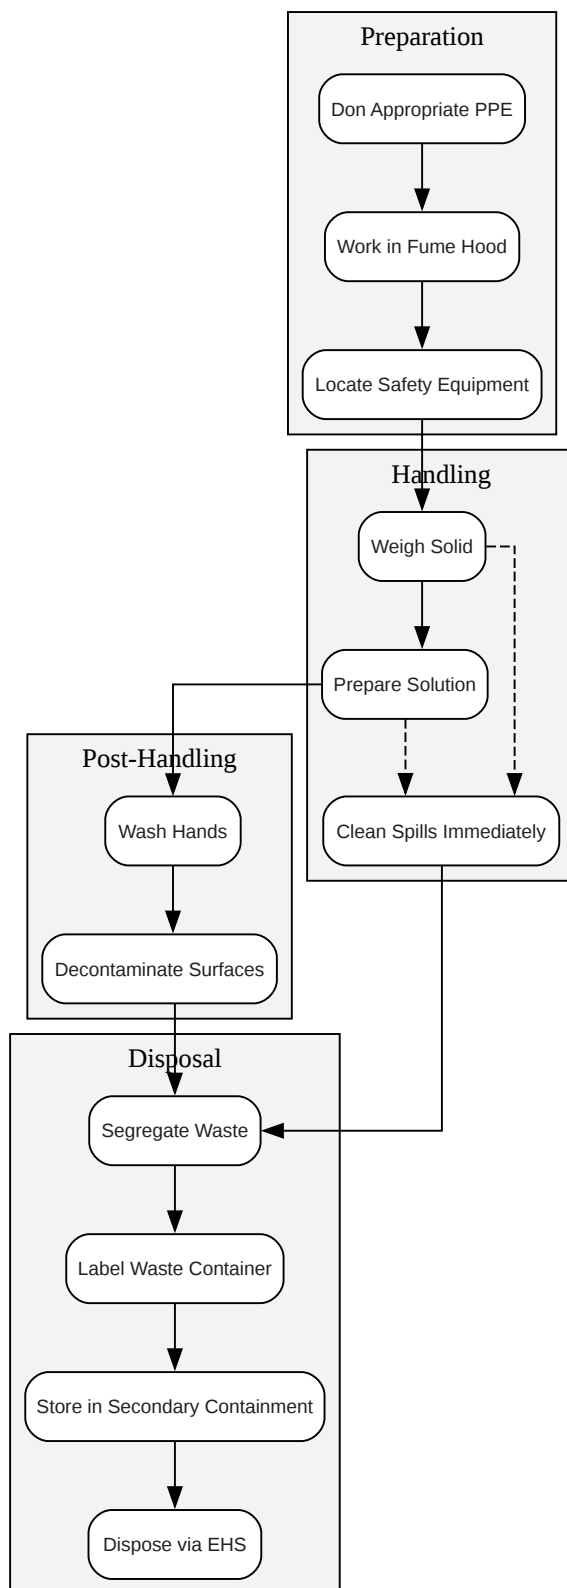 Preparation
Don Appropriate PPE
Work in Fume Hood
Locate Safety Equipment
Handling
Weigh Solid
Prepare Solution
Post-Handling
Wash Hands
Clean Spills Immediately
Decontaminate Surfaces
Disposal
Segregate Waste
Label Waste Container
Store in Secondary Containment
Dispose via EHS